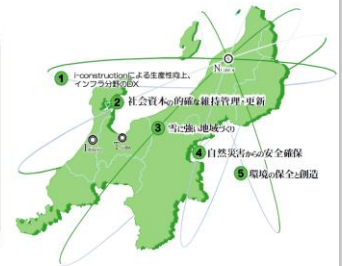 1 i-constructionによる生産性向上、
インフラ分野のDX
2 社会資本の的確な維持管理・更新
3 雪に強い地域づくり
4 自然災害からの安全確保
5 環境の保全と創造